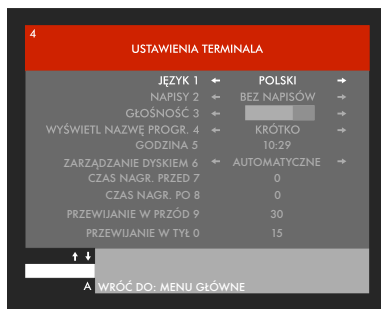 4
USTAWIENIA TERMINALA
JĘZYK 1 ← POLSKI →
NAPISY 2 ← BEZ NAPISÓW →
GŁOŚNOŚĆ 3 ← →
WYŚWIETL NAZWĘ PROGR. 4 ← KRÓTKO →
GODZINA 5 10:29
ZARZĄDZANIE DYSKIEM 6 ← AUTOMATYCZNE →
CZAS NAGR. PRZED 7 0
CZAS NAGR. PO 8 0
PRZEWIJANIE W PRZÓD 9 30
PRZEWIJANIE W TYŁ 0 15
↑ ↓
A WRÓĆ DO: MENU GŁÓWNE